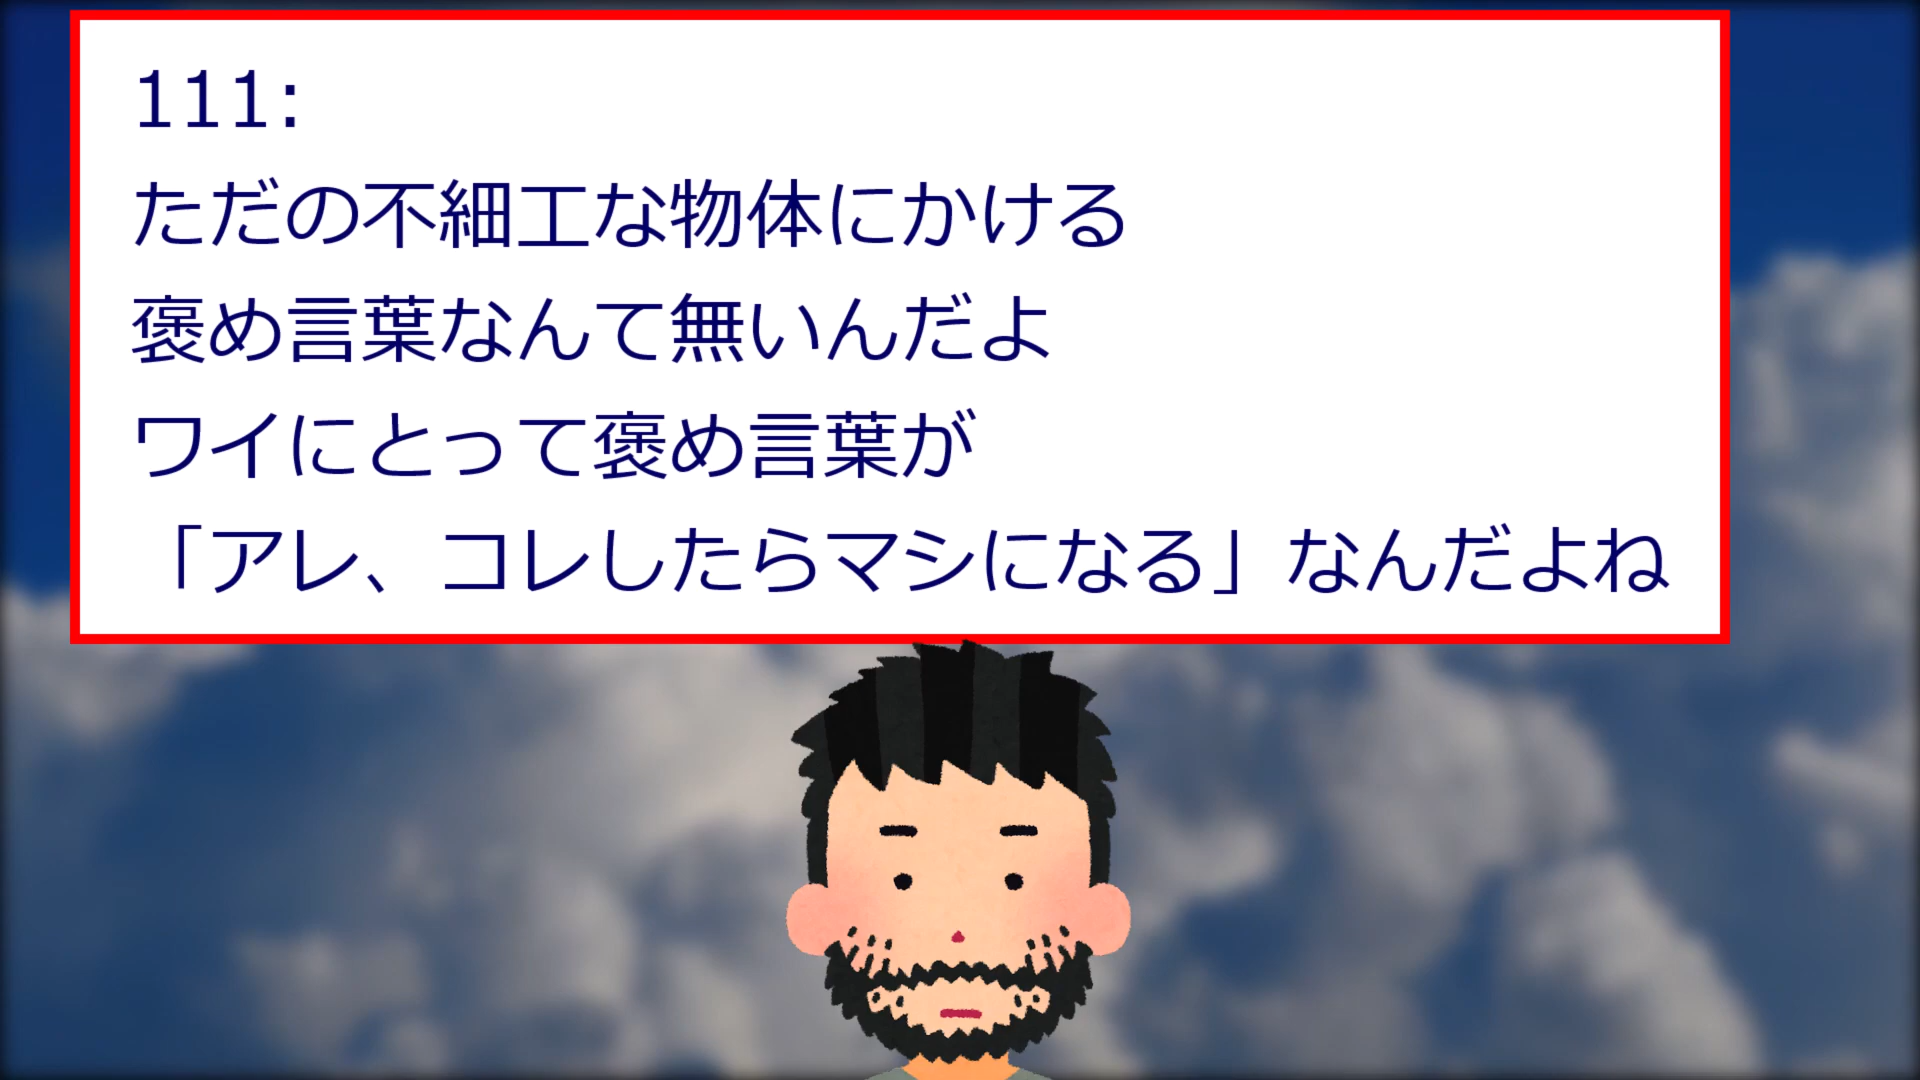 111:
ただの不細工な物体にかける
褒め言葉なんて無いんだよ
ワイにとって褒め言葉が
「アレ、コレしたらマシになる」なんだよね